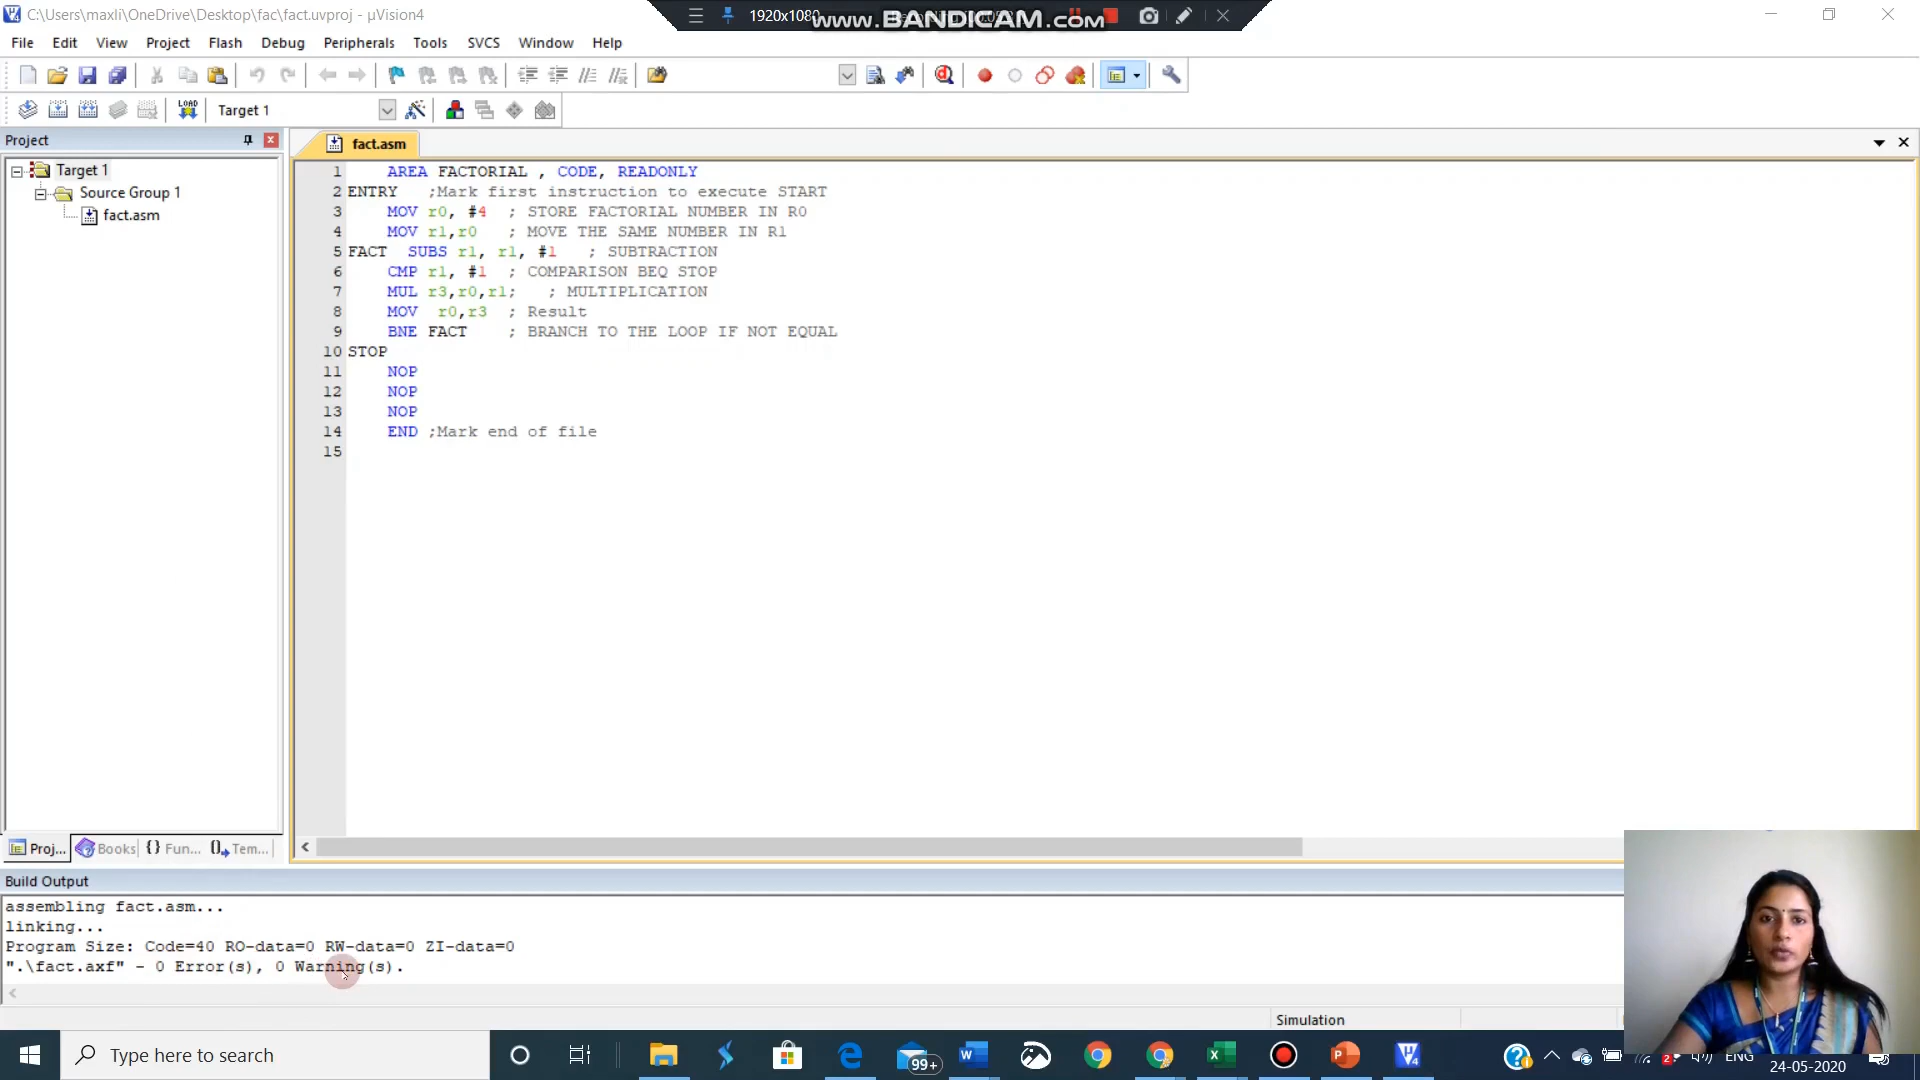 C:\Users\maxli\OneDrive\Desktop\fac\fact.uvproj - µVision4
1920x1080
www.BANDICAM.com
File Edit View Project Flash Debug Peripherals Tools SVCS Window Help
LOAD
Target 1
Project
fact.asm
Target 1
Source Group 1
fact.asm
1 AREA FACTORIAL , CODE, READONLY
2 ENTRY ;Mark first instruction to execute START
3 MOV r0, #4 ; STORE FACTORIAL NUMBER IN R0
4 MOV r1,r0 ; MOVE THE SAME NUMBER IN R1
5 FACT SUBS r1, r1, #1 ; SUBTRACTION
6 CMP r1, #1 ; COMPARISON BEQ STOP
7 MUL r3,r0,r1; ; MULTIPLICATION
8 MOV r0,r3 ; Result
9 BNE FACT ; BRANCH TO THE LOOP IF NOT EQUAL
10 STOP
11 NOP
12 NOP
13 NOP
14 END ;Mark end of file
15
Proj... Books {} Fun... Tem...
Build Output
assembling fact.asm...
linking...
Program Size: Code=40 RO-data=0 RW-data=0 ZI-data=0
".\fact.axf" - 0 Error(s), 0 Warning(s).
Simulation
Type here to search
99+
ENG
24-05-2020